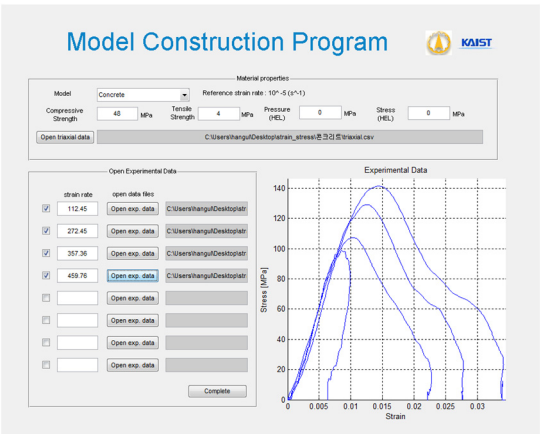 Model Construction Program
KAIST
Material properties
Model Concrete Reference strain rate : 10^ -5 (s^-1)
Compressive Strength 48 MPa Tensile Strength 4 MPa Pressure (HEL) 0 MPa Stress (HEL) 0 MPa
Open triaxial data C:\Users\hangul\Desktop\strain_stress\콘크리트\triaxial.csv
Open Experimental Data
strain rate open data files
112.45 Open exp. data C:\Users\hangul\Desktop\str
272.45 Open exp. data C:\Users\hangul\Desktop\str
357.36 Open exp. data C:\Users\hangul\Desktop\str
459.76 Open exp. data C:\Users\hangul\Desktop\str
Open exp. data
Open exp. data
Open exp. data
Open exp. data
Complete
Experimental Data
140
120
100
80
60
40
20
0
Stress [MPa]
0 0.005 0.01 0.015 0.02 0.025 0.03
Strain